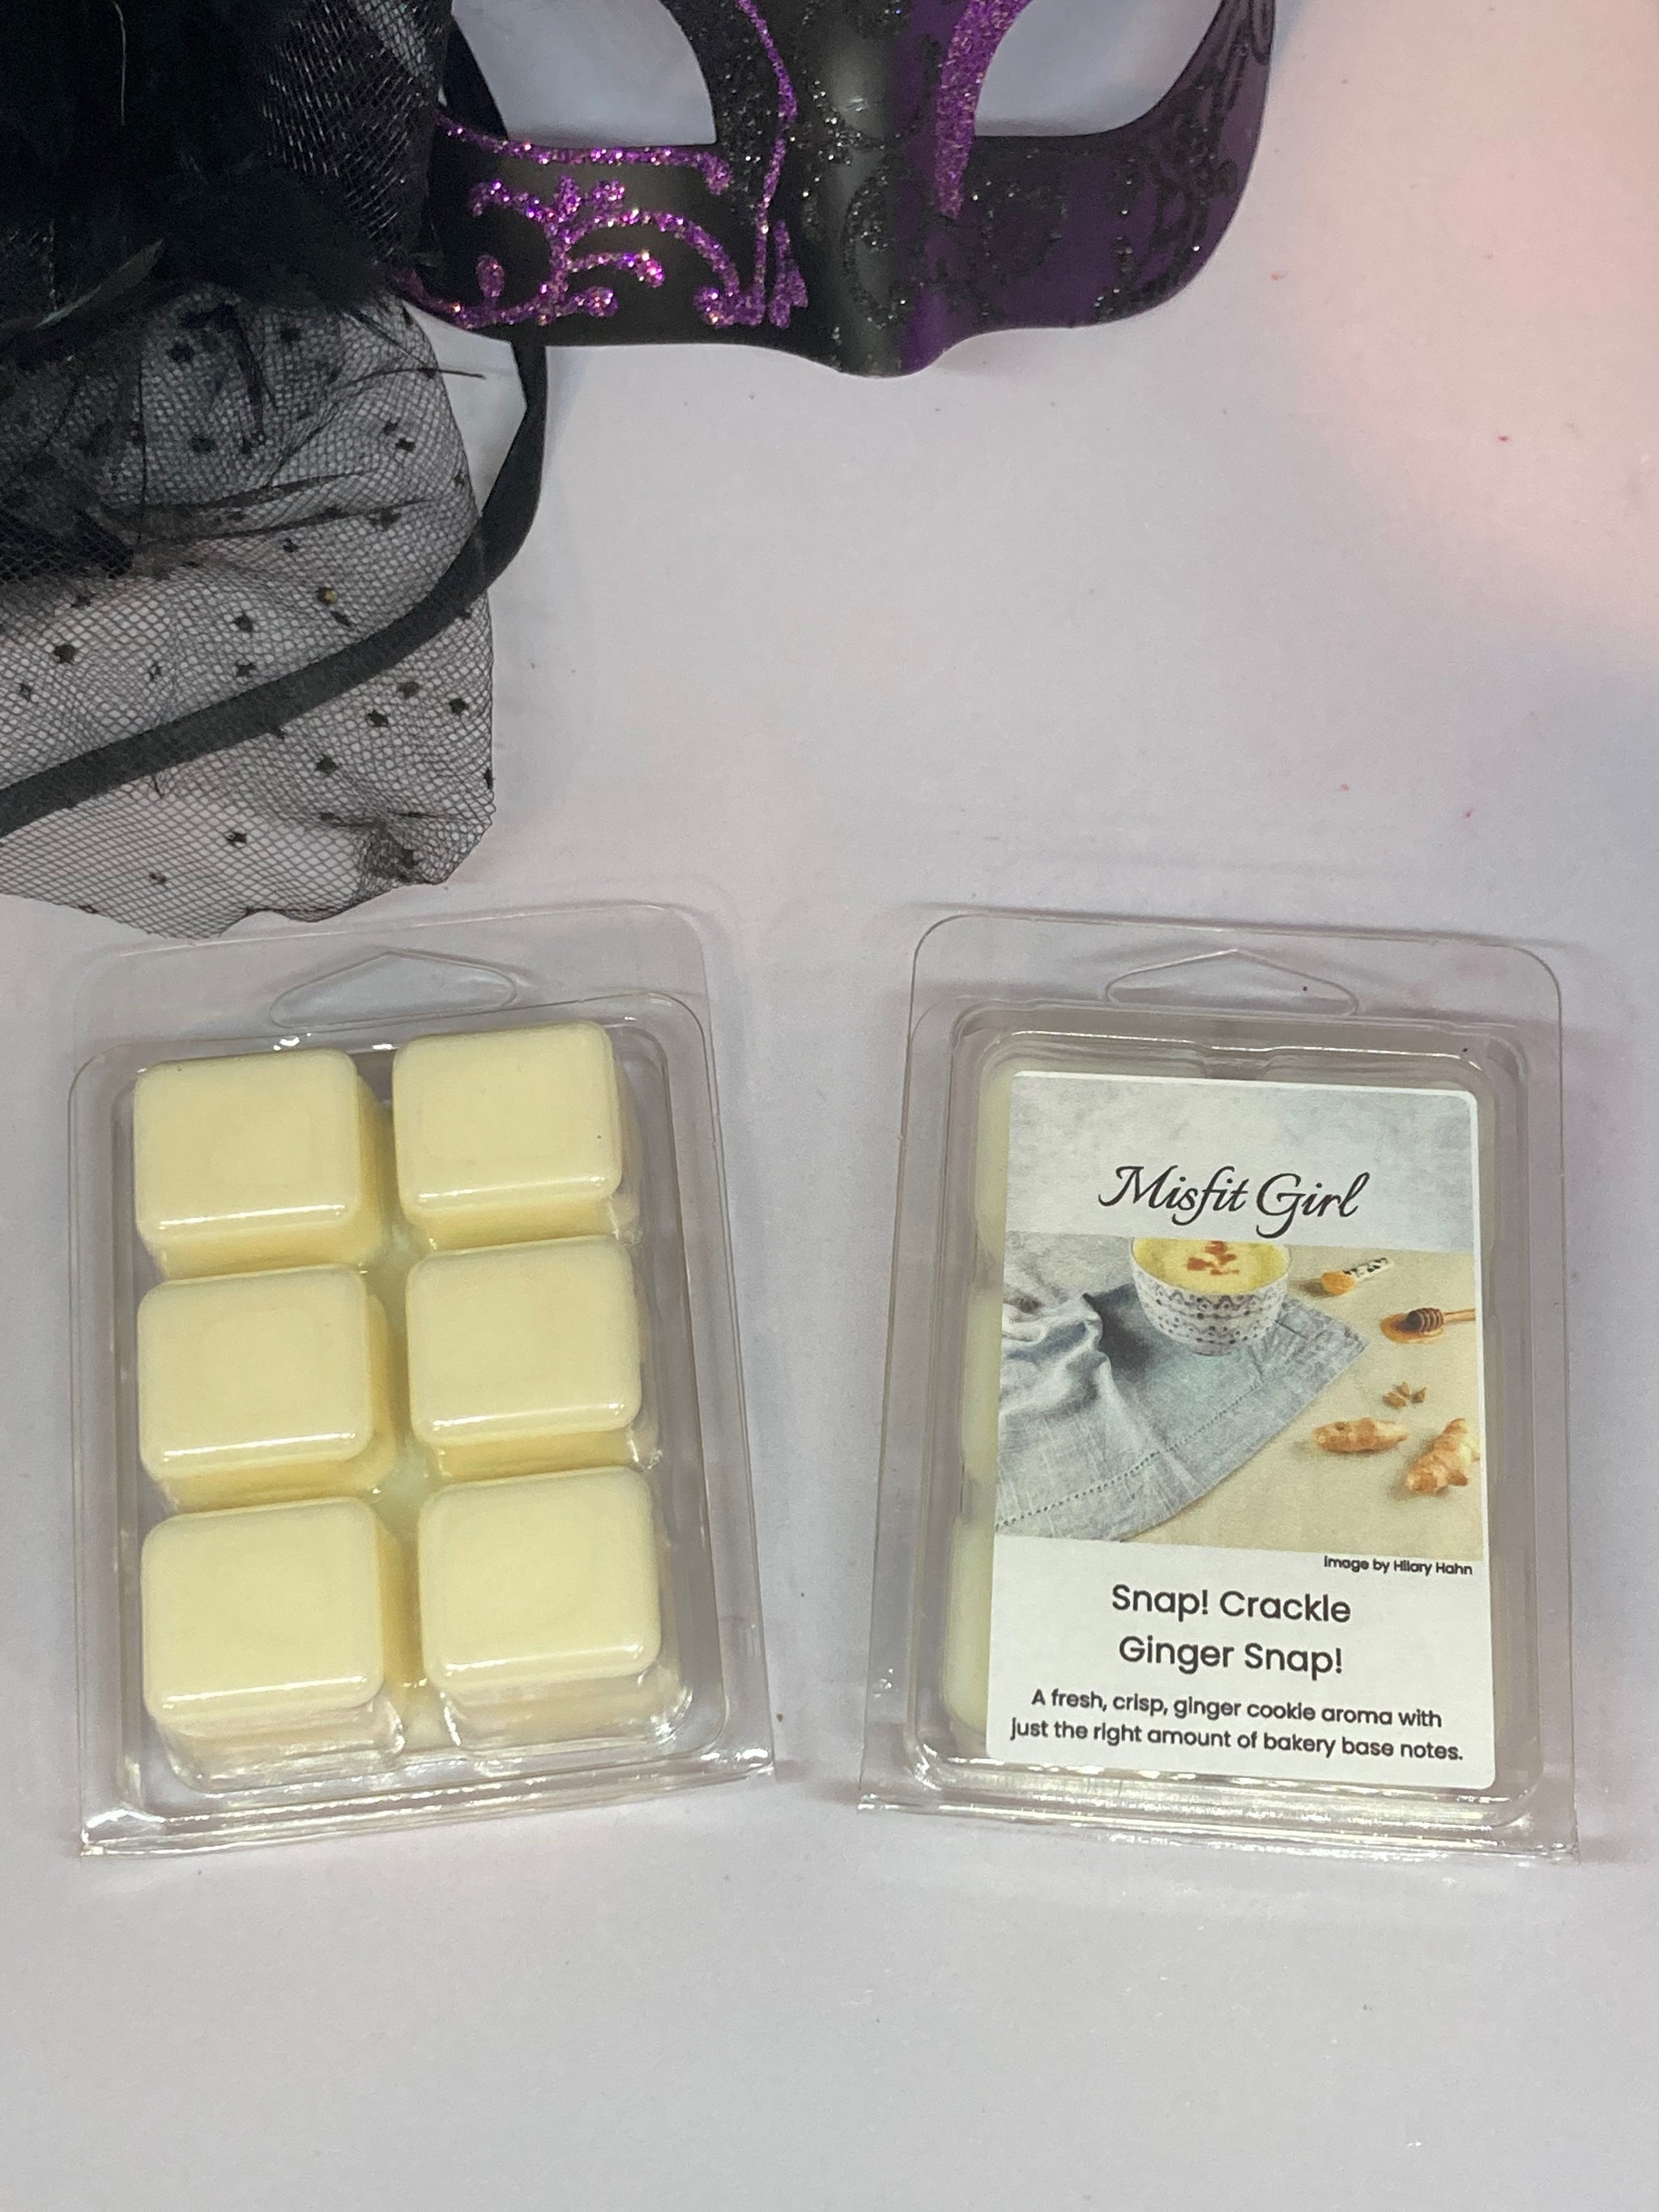 Misfit Girl
Image by Hilary Hahn
Snap! Crackle
Ginger Snap!
A fresh, crisp, ginger cookie aroma with
just the right amount of bakery base notes.